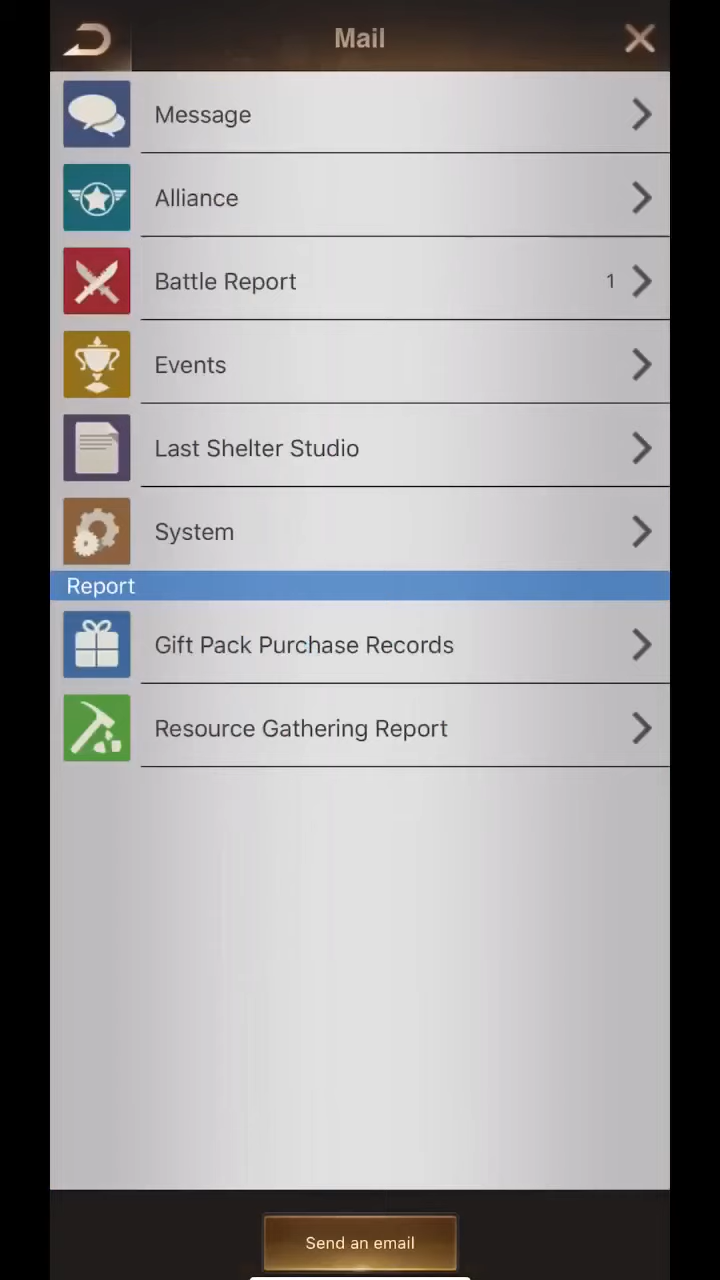 Mail
Message
Alliance
Battle Report 1
Events
Last Shelter Studio
System
Report
Gift Pack Purchase Records
Resource Gathering Report
Send an email